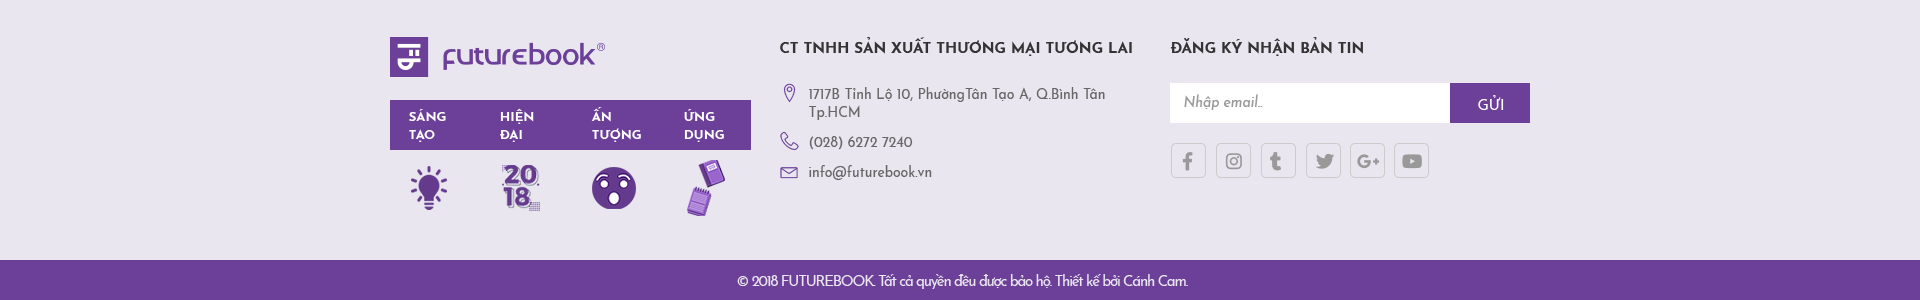 futurebook®
SÁNG TẠO
HIỆN ĐẠI
ẤN TƯỢNG
ỨNG DỤNG
2018
CT TNHH SẢN XUẤT THƯƠNG MẠI TƯƠNG LAI
1717B Tỉnh Lộ 10, PhườngTân Tạo A, Q.Bình Tân
Tp.HCM
(028) 6272 7240
info@futurebook.vn
ĐĂNG KÝ NHẬN BẢN TIN
Nhập email..
GỬI
© 2018 FUTUREBOOK. Tất cả quyền đều được bảo hộ. Thiết kế bởi Cánh Cam.